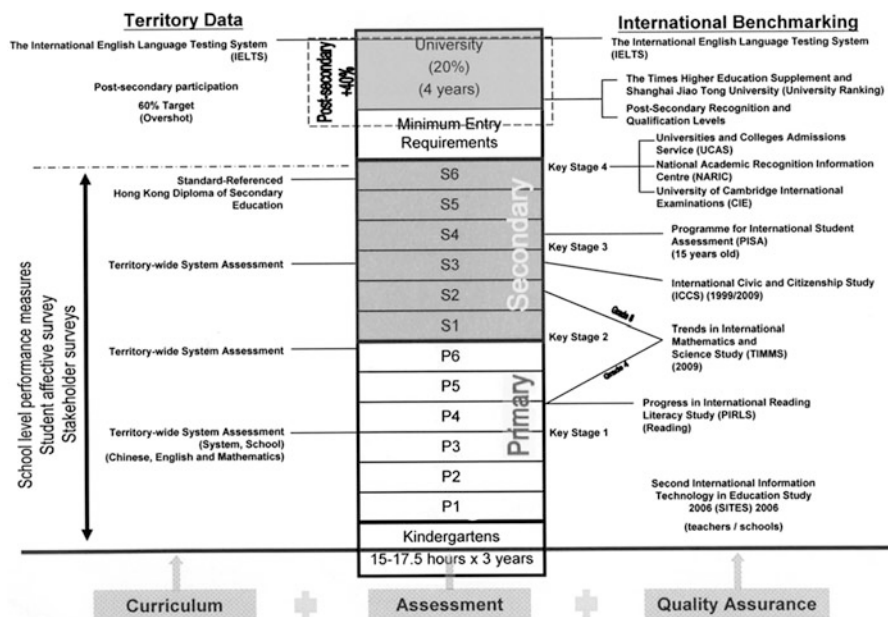 Territory Data
The International English Language Testing System
(IELTS)
Post-secondary participation
60% Target
(Overshot)
Standard-Referenced
Hong Kong Diploma of Secondary
Education
Territory-wide System Assessment
Territory-wide System Assessment
Territory-wide System Assessment
(System, School)
(Chinese, English and Mathematics)
School level performance measures
Student affective survey
Stakeholder surveys
Post-secondary
+40%
University
(20%)
(4 years)
Minimum Entry
Requirements
S6
S5
S4
S3
S2
S1
Secondary
P6
P5
P4
P3
P2
P1
Primary
Kindergartens
15-17.5 hours x 3 years
Key Stage 4
Key Stage 3
Key Stage 2
Key Stage 1
Grade 8
Grade 4
International Benchmarking
The International English Language Testing System
(IELTS)
The Times Higher Education Supplement and
Shanghai Jiao Tong University (University Ranking)
Post-Secondary Recognition and
Qualification Levels
Universities and Colleges Admissions
Service (UCAS)
National Academic Recognition Information
Centre (NARIC)
University of Cambridge International
Examinations (CIE)
Programme for International Student
Assessment (PISA)
(15 years old)
International Civic and Citizenship Study
(ICCS) (1999/2009)
Trends in International
Mathematics and
Science Study (TIMMS)
(2009)
Progress in International Reading
Literacy Study (PIRLS)
(Reading)
Second International Information
Technology in Education Study
2006 (SITES) 2006
(teachers / schools)
Curriculum + Assessment + Quality Assurance